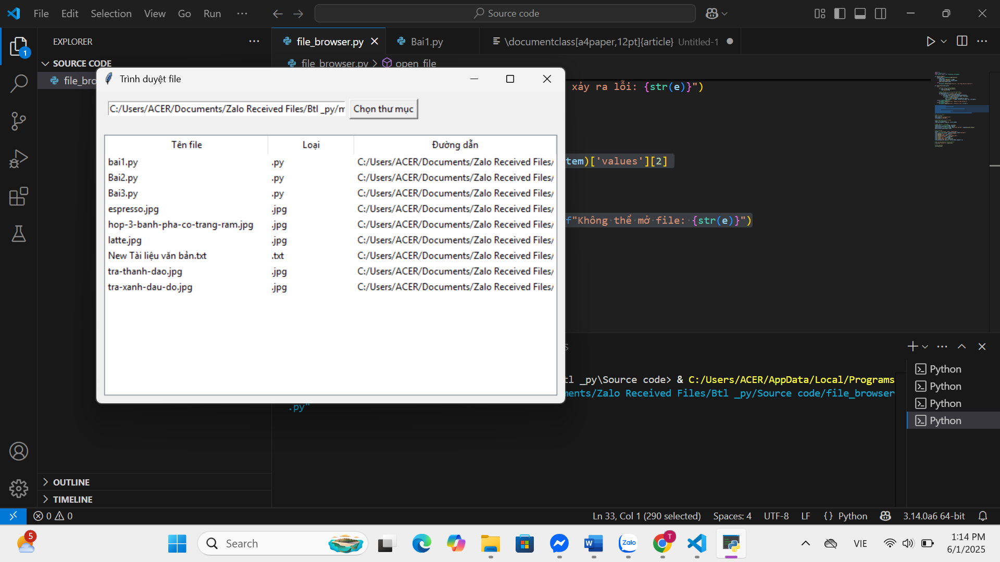 File Edit Selection View Go Run ··· Source code
EXPLORER ···
file_browser.py Bai1.py \documentclass[a4paper,12pt]{article} Untitled-1
1
SOURCE CODE
file_browser.py > open_file
file_bro
xảy ra lỗi: {str(e)}")
tem)['values'][2]
f"Không thể mở file: {str(e)}")
Trình duyệt file
C:/Users/ACER/Documents/Zalo Received Files/Btl _py/m Chọn thư mục
Tên file Loại Đường dẫn
bai1.py .py C:/Users/ACER/Documents/Zalo Received Files/
Bai2.py .py C:/Users/ACER/Documents/Zalo Received Files/
Bai3.py .py C:/Users/ACER/Documents/Zalo Received Files/
espresso.jpg .jpg C:/Users/ACER/Documents/Zalo Received Files/
hop-3-banh-pha-co-trang-ram.jpg .jpg C:/Users/ACER/Documents/Zalo Received Files/
latte.jpg .jpg C:/Users/ACER/Documents/Zalo Received Files/
New Tài liệu văn bản.txt .txt C:/Users/ACER/Documents/Zalo Received Files/
tra-thanh-dao.jpg .jpg C:/Users/ACER/Documents/Zalo Received Files/
tra-xanh-dau-do.jpg .jpg C:/Users/ACER/Documents/Zalo Received Files/
S
tl _py\Source code> & C:/Users/ACER/AppData/Local/Programs
ments/Zalo Received Files/Btl _py/Source code/file_browser
.py"
Python
Python
Python
Python
OUTLINE
TIMELINE
0 0 Ln 33, Col 1 (290 selected) Spaces: 4 UTF-8 LF {} Python 3.14.0a6 64-bit
5 Search W Zalo T VIE 1:14 PM
6/1/2025